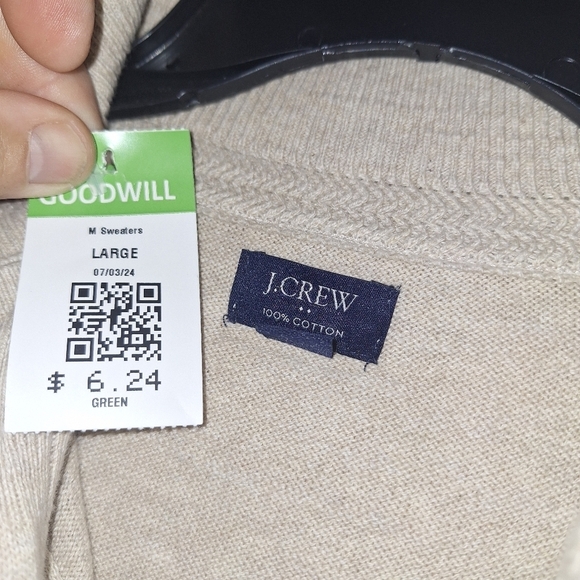 GOODWILL
M Sweaters
LARGE
07/03/24
$ 6.24
GREEN
J.CREW
100% COTTON